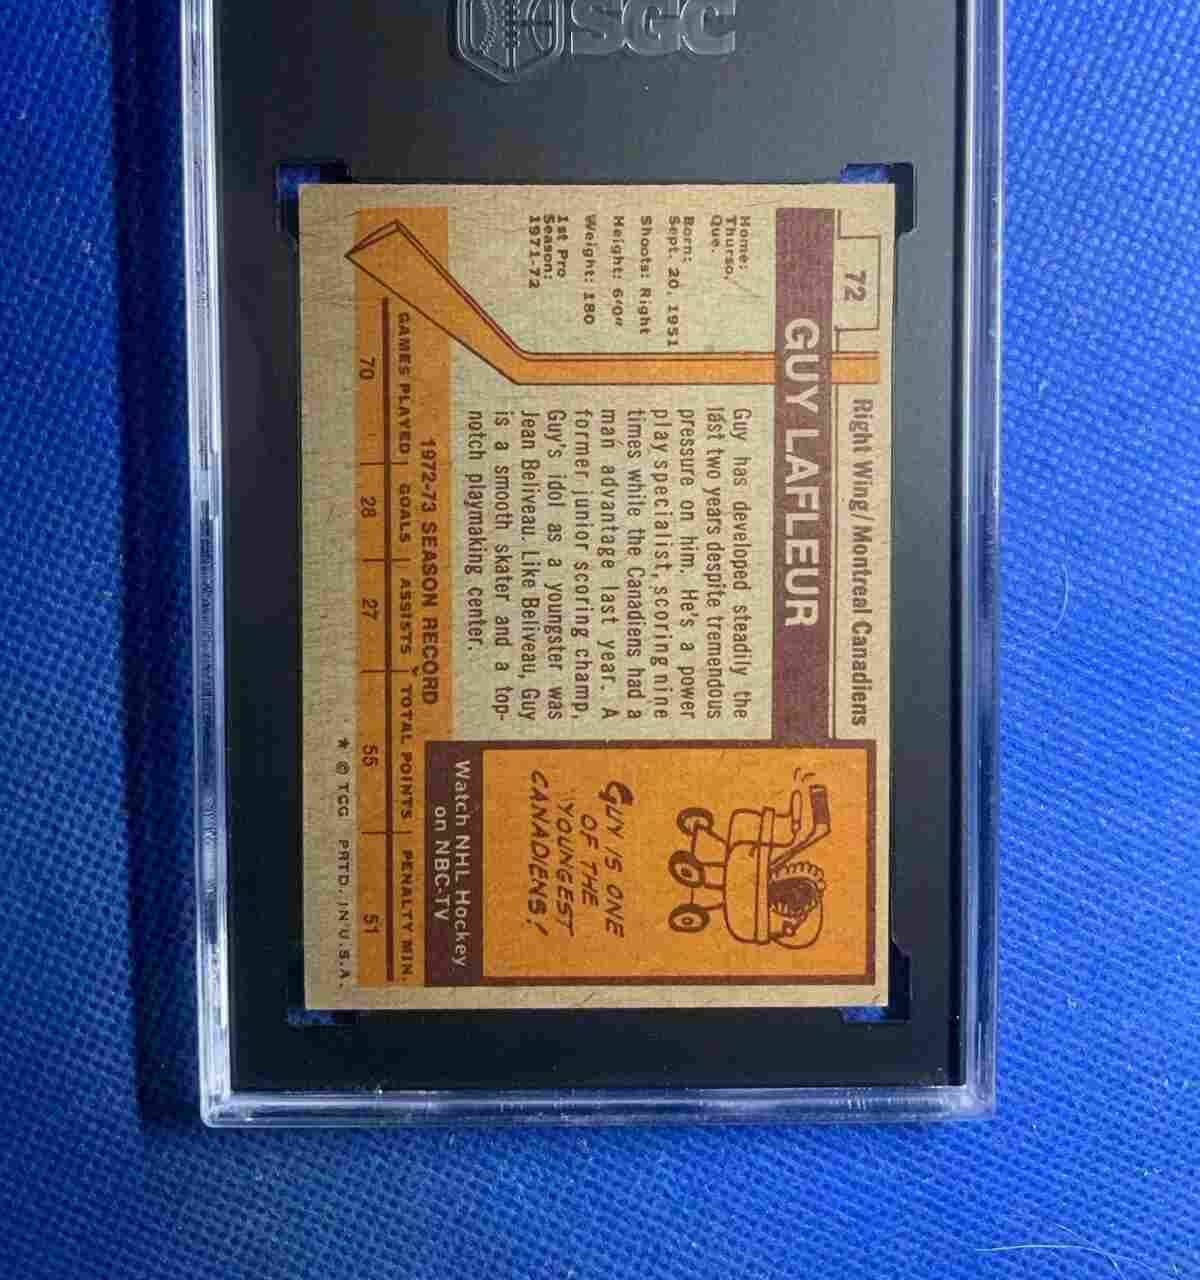 SGC
72
Right Wing/Montreal Canadiens
GUY LAFLEUR
Home:
Thurso,
Que.
Born:
Sept. 20, 1951
Shoots: Right
Height: 6'0"
Weight: 180
1st Pro
Season:
1971-72
Guy has developed steadily the
last two years despite tremendous
pressure on him. He's a power
play specialist, scoring nine
times while the Canadiens had a
man advantage last year. A
former junior scoring champ,
Guy's idol as a youngster was
Jean Beliveau. Like Beliveau, Guy
is a smooth skater and a top-
notch playmaking center.
GUY IS ONE
OF THE
YOUNGEST
CANADIENS!
Watch NHL Hockey
on NBC-TV
1972-73 SEASON RECORD
GAMES PLAYED GOALS ASSISTS TOTAL POINTS PENALTY MIN.
70 28 27 55 51
* © TCG PRTD. IN U.S.A.